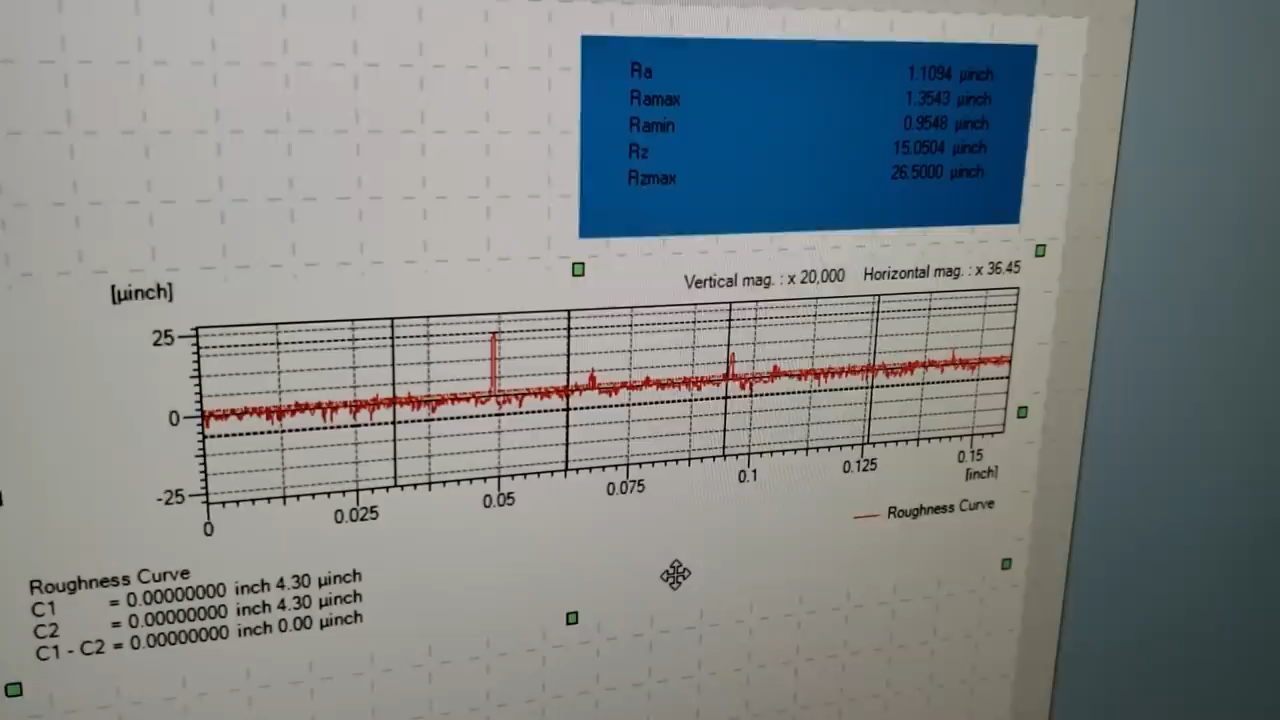 Ra 1.1094 µinch
Ramax 1.3543 µinch
Ramin 0.9548 µinch
Rz 15.0504 µinch
Rzmax 26.5000 µinch
[µinch]
Vertical mag. : x 20,000 Horizontal mag. : x 36.45
25
0
-25
0 0.025 0.05 0.075 0.1 0.125 0.15
[inch]
Roughness Curve
Roughness Curve
C1 = 0.00000000 inch 4.30 µinch
C2 = 0.00000000 inch 4.30 µinch
C1 - C2 = 0.00000000 inch 0.00 µinch